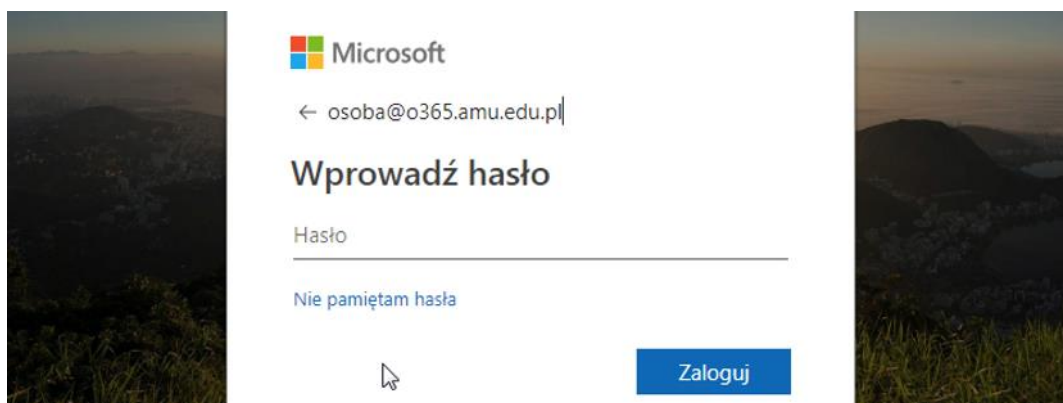 Microsoft
← osoba@o365.amu.edu.pl
Wprowadź hasło
Hasło
Nie pamiętam hasła
Zaloguj